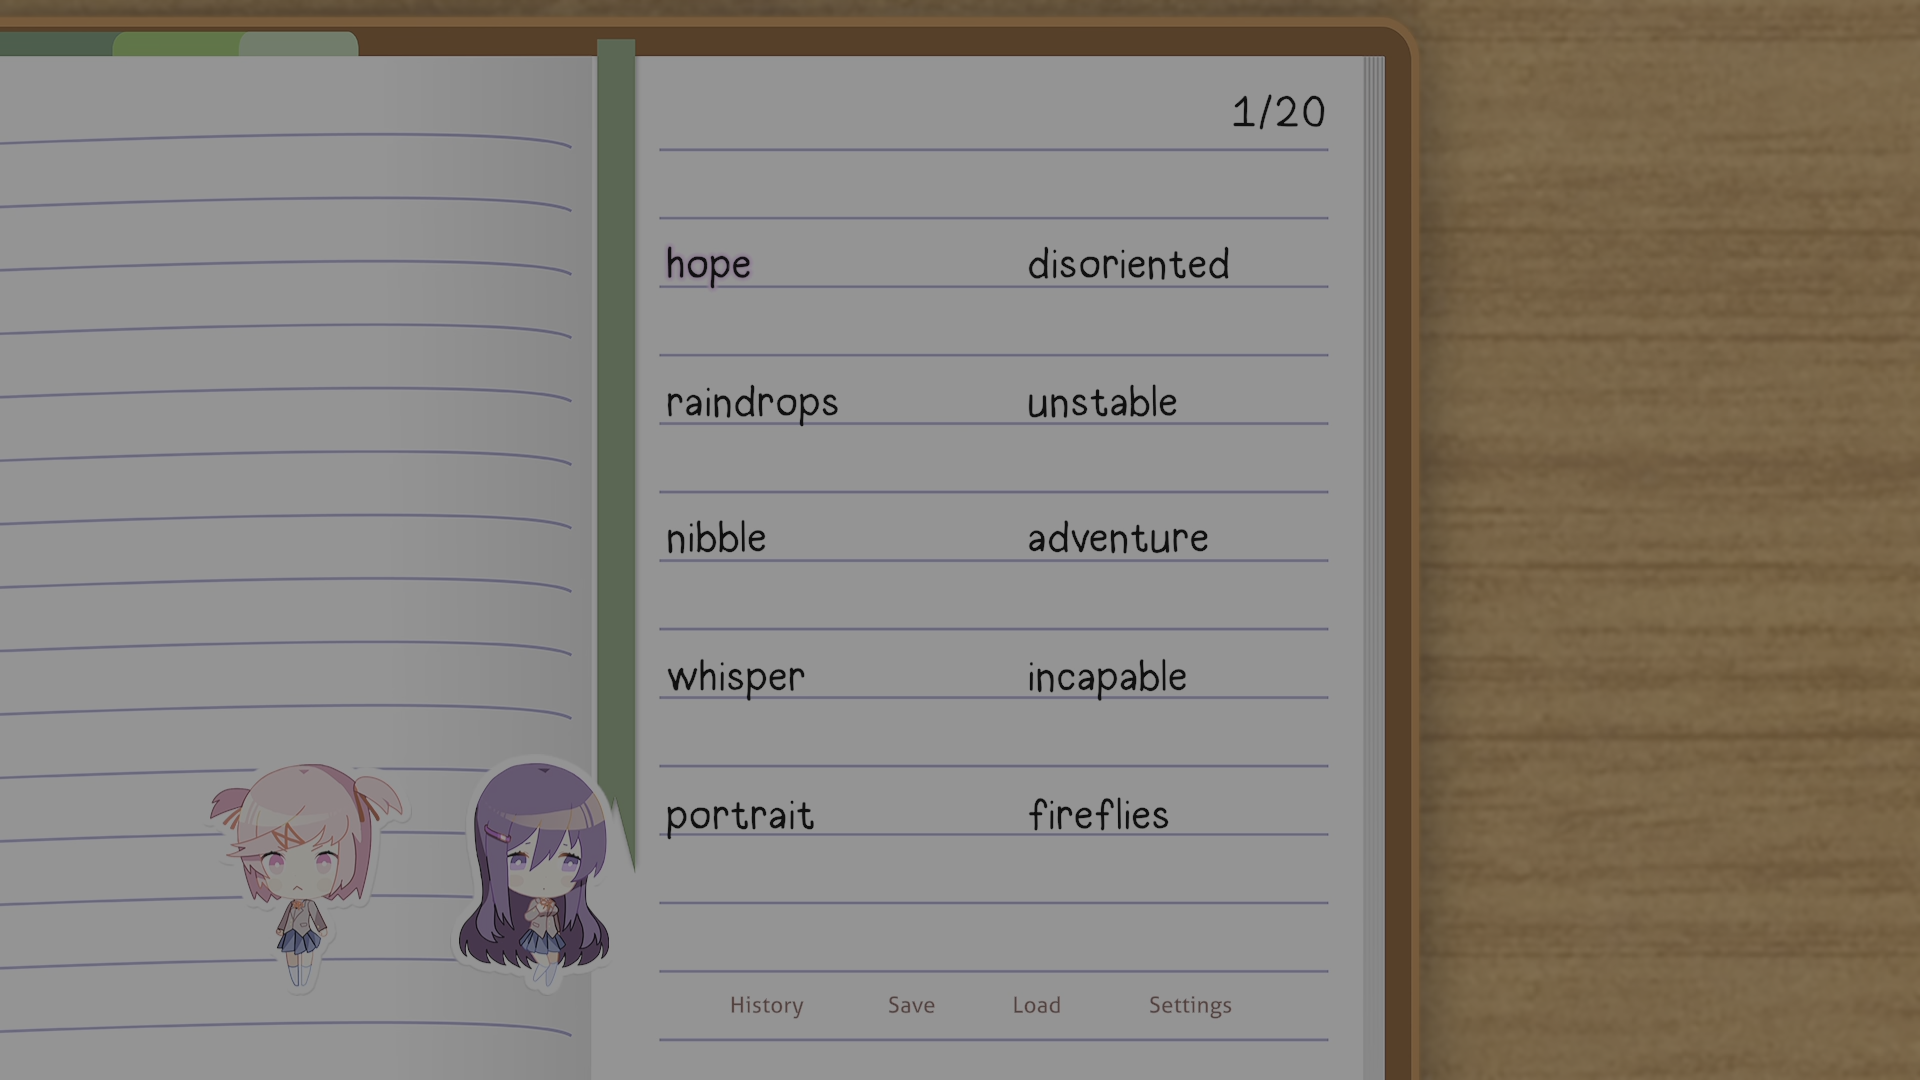 1/20
hope disoriented
raindrops unstable
nibble adventure
whisper incapable
portrait fireflies
History Save Load Settings